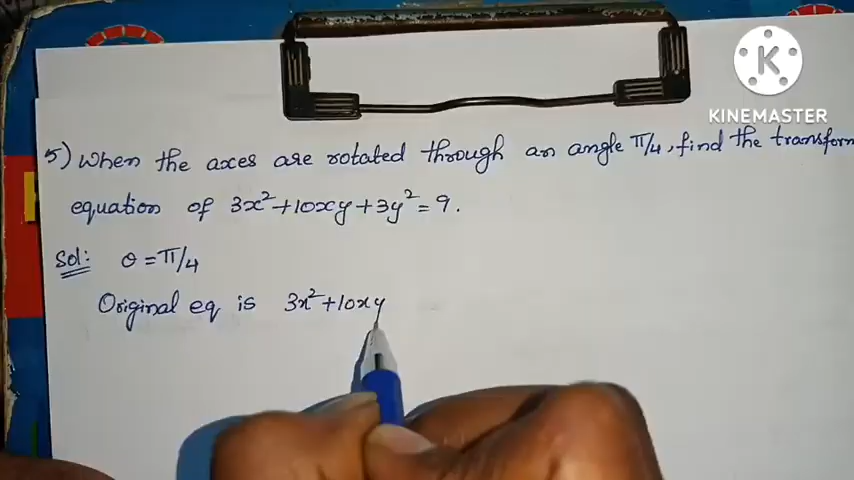 K
KINEMASTER
5) When the axes are rotated through an angle π/4, find the transform
equation of 3x²+10xy+3y²=9.
Sol: θ=π/4
Original eq is 3x²+10xy